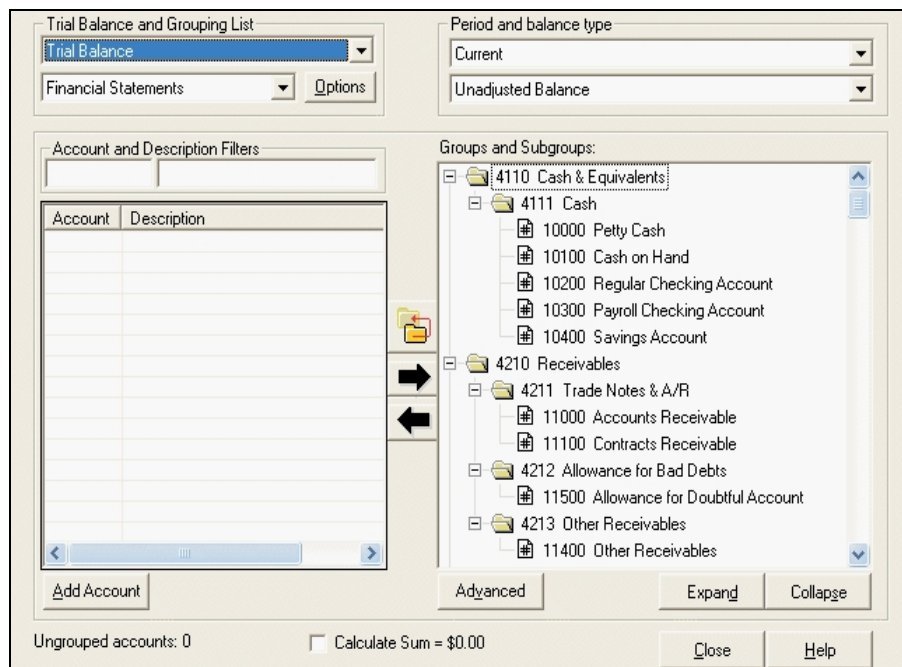 Trial Balance and Grouping List
Trial Balance
Financial Statements
Options
Period and balance type
Current
Unadjusted Balance
Account and Description Filters
Account Description
Add Account
Groups and Subgroups:
4110 Cash & Equivalents
4111 Cash
10000 Petty Cash
10100 Cash on Hand
10200 Regular Checking Account
10300 Payroll Checking Account
10400 Savings Account
4210 Receivables
4211 Trade Notes & A/R
11000 Accounts Receivable
11100 Contracts Receivable
4212 Allowance for Bad Debts
11500 Allowance for Doubtful Account
4213 Other Receivables
11400 Other Receivables
Advanced
Expand
Collapse
Ungrouped accounts: 0
Calculate Sum = $0.00
Close
Help